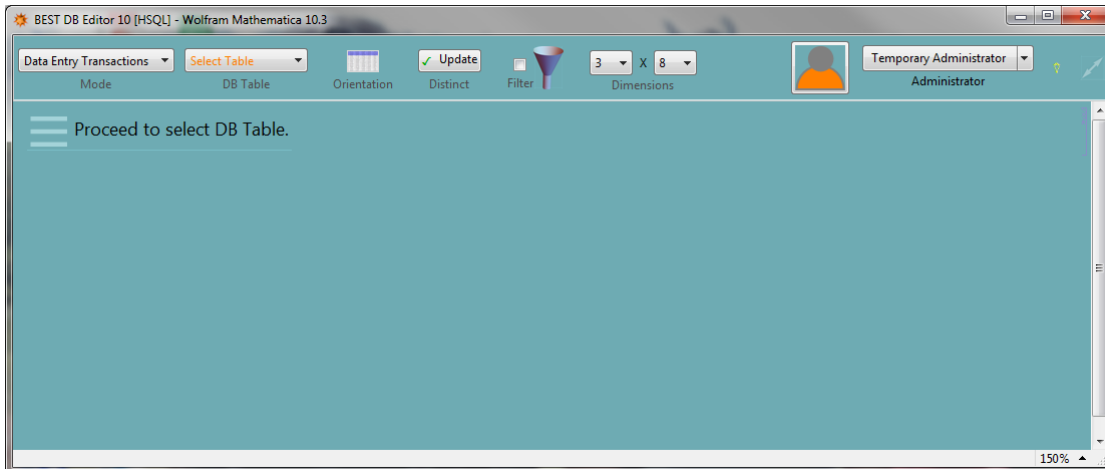 BEST DB Editor 10 [HSQL] - Wolfram Mathematica 10.3
Data Entry Transactions Select Table Update 3 X 8 Temporary Administrator
Mode DB Table Orientation Distinct Filter Dimensions Administrator
Proceed to select DB Table.
150%